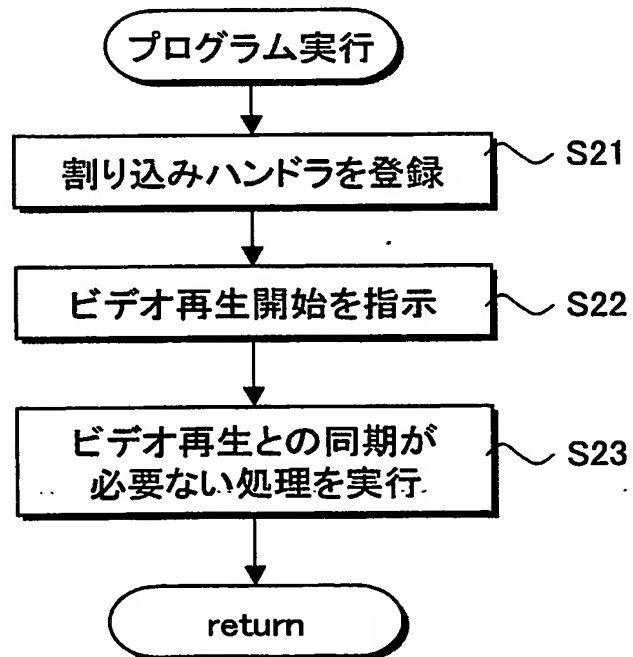 プログラム実行
割り込みハンドラを登録
S21
ビデオ再生開始を指示
S22
ビデオ再生との同期が
必要ない処理を実行
S23
return